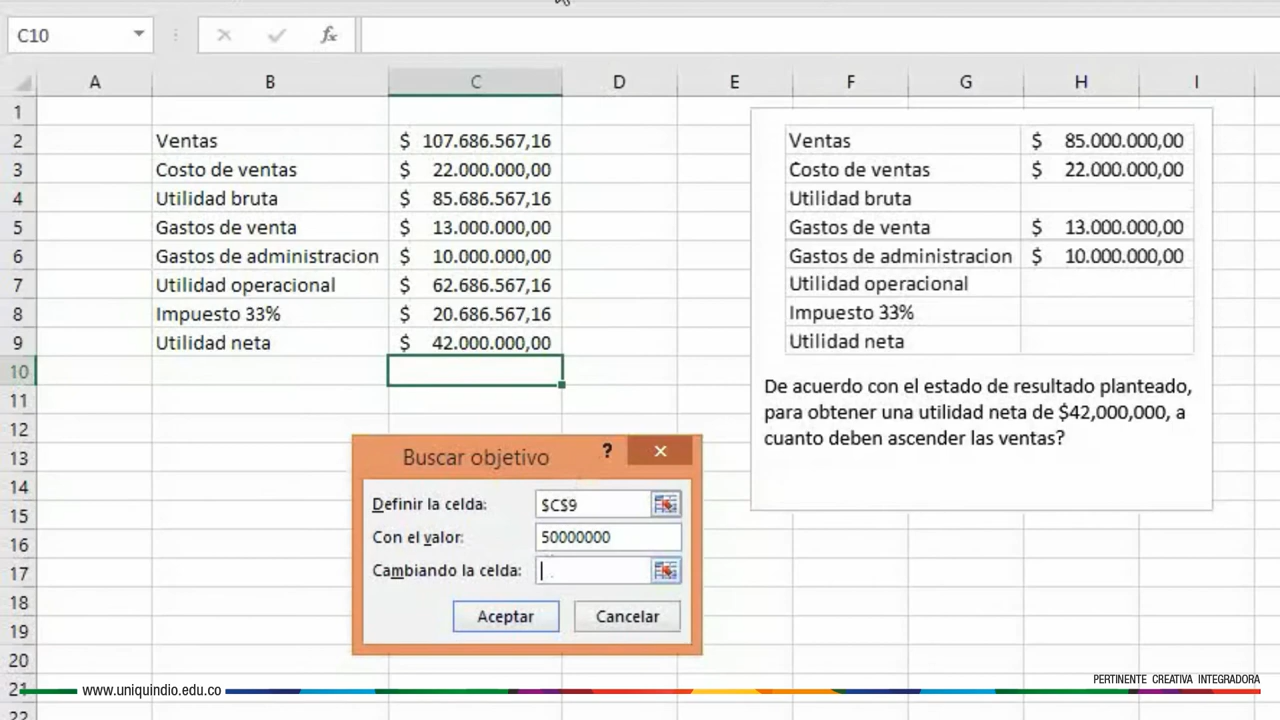 C10
fx
A B C D E F G H I
1
2 Ventas $ 107.686.567,16
3 Costo de ventas $ 22.000.000,00
4 Utilidad bruta $ 85.686.567,16
5 Gastos de venta $ 13.000.000,00
6 Gastos de administracion $ 10.000.000,00
7 Utilidad operacional $ 62.686.567,16
8 Impuesto 33% $ 20.686.567,16
9 Utilidad neta $ 42.000.000,00
10
11
12
13
14
15
16
17
18
19
20
21
22
Ventas $ 85.000.000,00
Costo de ventas $ 22.000.000,00
Utilidad bruta
Gastos de venta $ 13.000.000,00
Gastos de administracion $ 10.000.000,00
Utilidad operacional
Impuesto 33%
Utilidad neta
De acuerdo con el estado de resultado planteado,
para obtener una utilidad neta de $42,000,000, a
cuanto deben ascender las ventas?
Buscar objetivo ?
Definir la celda: $C$9
Con el valor: 50000000
Cambiando la celda:
Aceptar Cancelar
www.uniquindio.edu.co
PERTINENTE CREATIVA INTEGRADORA